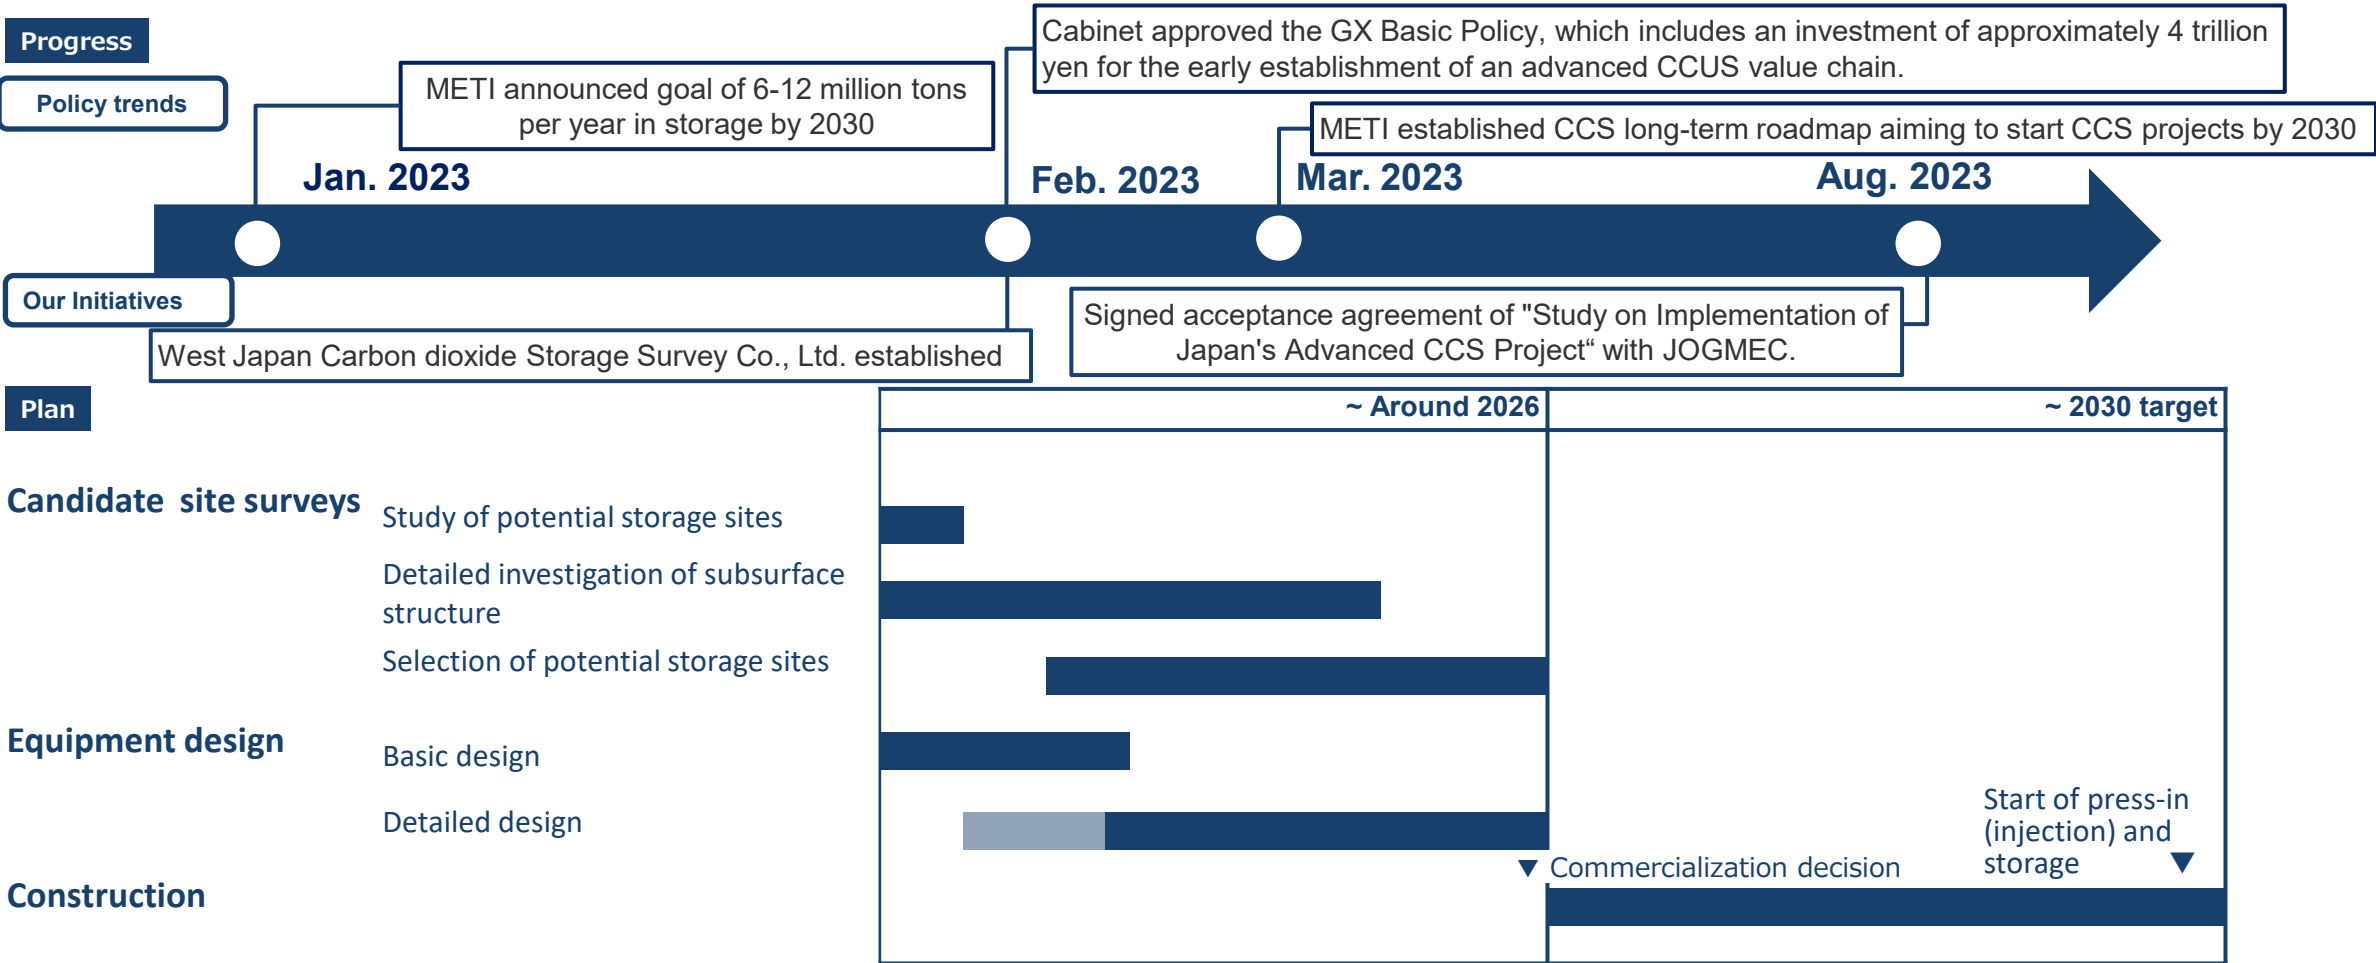 Progress
Policy trends
METI announced goal of 6-12 million tons
per year in storage by 2030
Cabinet approved the GX Basic Policy, which includes an investment of approximately 4 trillion
yen for the early establishment of an advanced CCUS value chain.
METI established CCS long-term roadmap aiming to start CCS projects by 2030
Jan. 2023
Feb. 2023
Mar. 2023
Aug. 2023
Our Initiatives
West Japan Carbon dioxide Storage Survey Co., Ltd. established
Signed acceptance agreement of "Study on Implementation of
Japan's Advanced CCS Project“ with JOGMEC.
Plan
~ Around 2026
~ 2030 target
Candidate site surveys
Study of potential storage sites
Detailed investigation of subsurface
structure
Selection of potential storage sites
Equipment design
Basic design
Detailed design
Start of press-in
(injection) and
storage ▼
▼ Commercialization decision
Construction